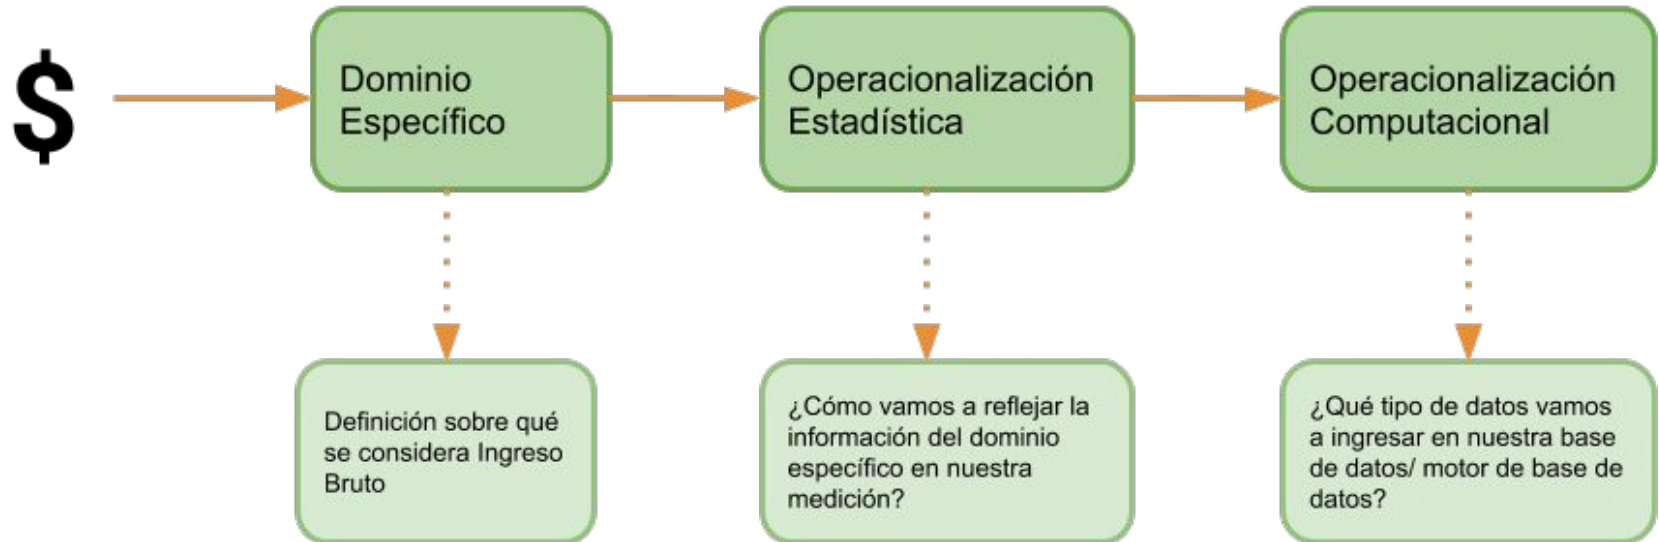 $
Dominio
Específico
Operacionalización
Estadística
Operacionalización
Computacional
Definición sobre qué
se considera Ingreso
Bruto
¿Cómo vamos a reflejar la
información del dominio
específico en nuestra
medición?
¿Qué tipo de datos vamos
a ingresar en nuestra base
de datos/ motor de base de
datos?